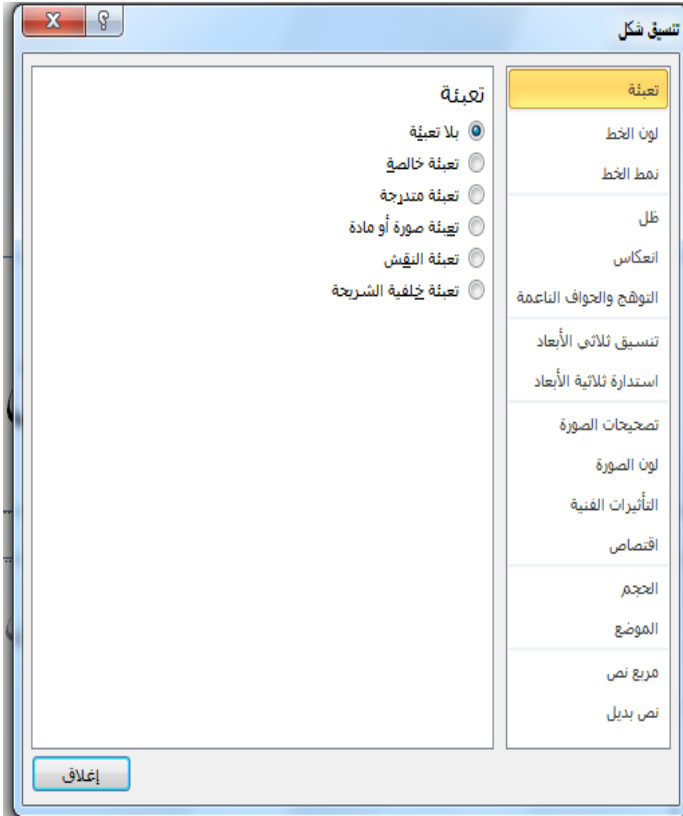 تنسيق شكل
تعبئة
لون الخط
نمط الخط
ظل
انعكاس
التوهّج والحواف الناعمة
تنسيق ثلاثي الأبعاد
استدارة ثلاثية الأبعاد
تصحيحات الصورة
لون الصورة
التأثيرات الفنية
اقتصاص
الحجم
الموضع
مربع نص
نص بديل
تعبئة
بلا تعبئة
تعبئة خالصة
تعبئة متدرجة
تعبئة صورة أو مادة
تعبئة النقش
تعبئة خلفية الشريحة
إغلاق